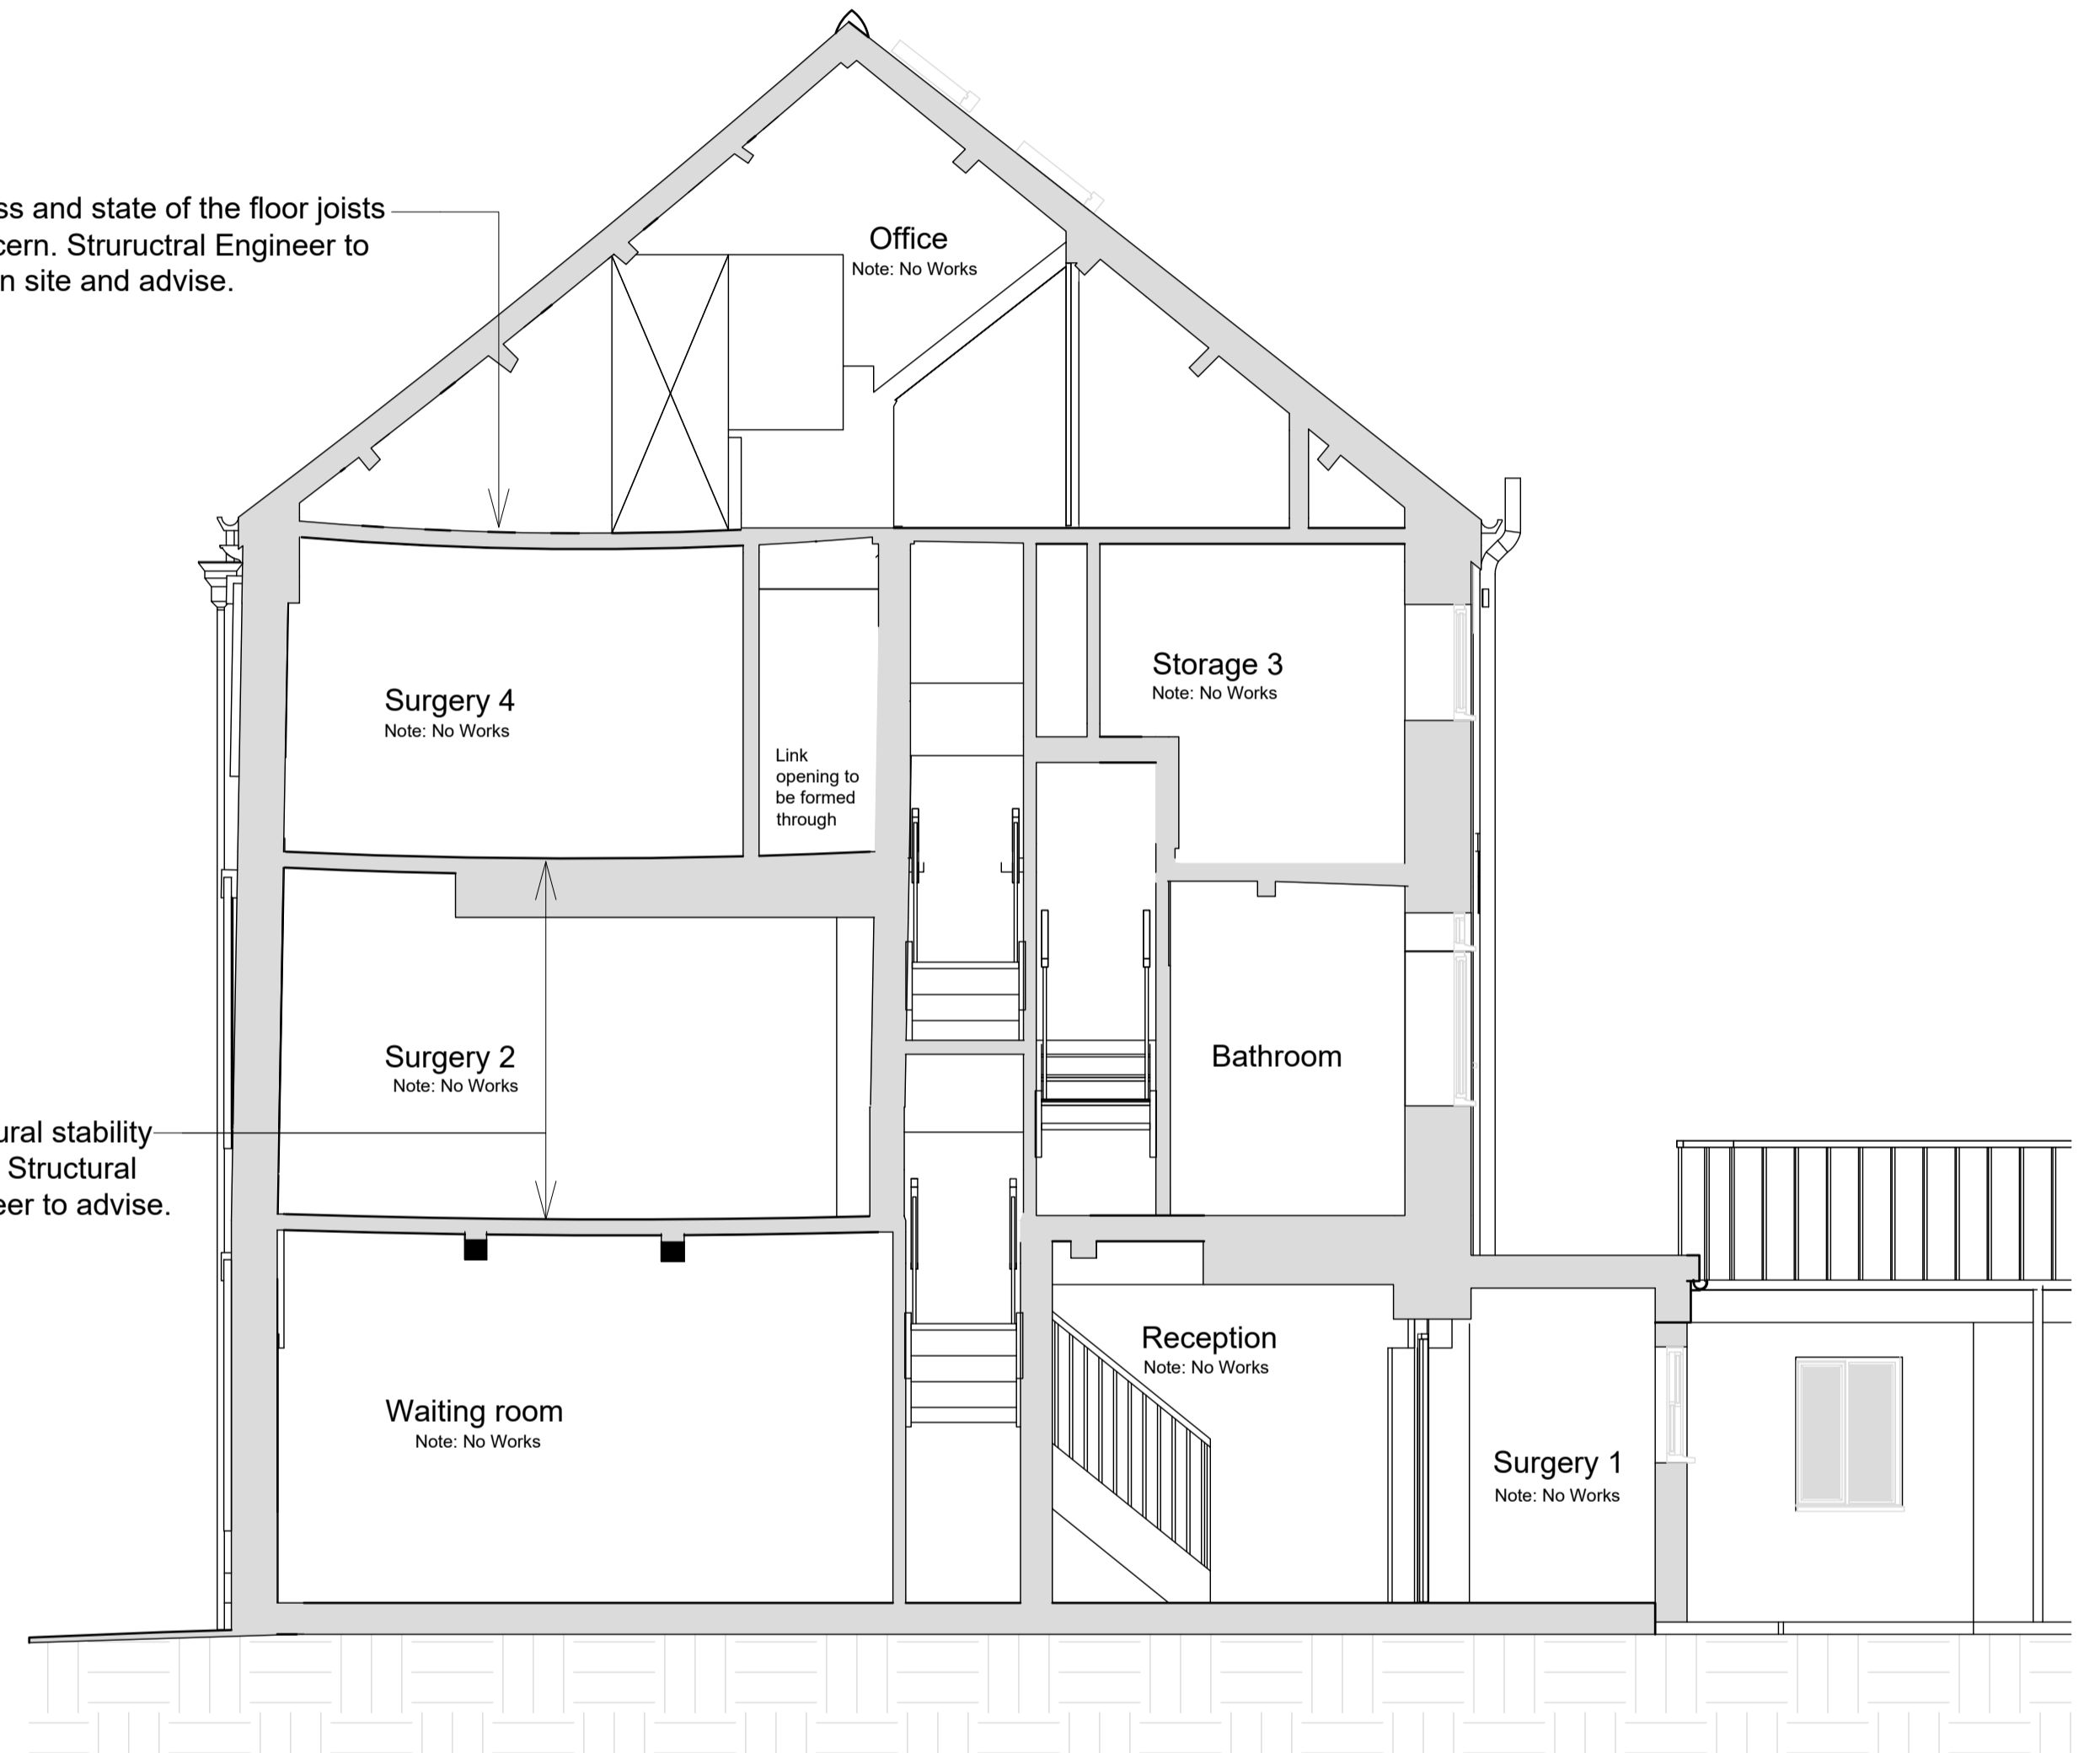 ss and state of the floor joists
cern. Struruc​tral Engineer to
n site and advise.
Office
Note: No Works
Storage 3
Note: No Works
Surgery 4
Note: No Works
Link
opening to
be formed
through
Surgery 2
Note: No Works
Bathroom
ural stability
Structural
eer to advise.
Reception
Note: No Works
Waiting room
Note: No Works
Surgery 1
Note: No Works